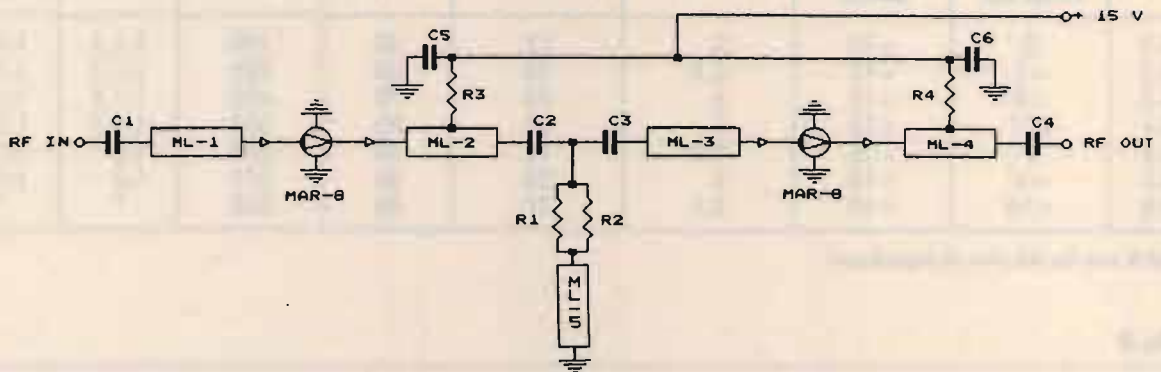 + 15 V
C5
C6
R3
R4
C1
C2
C3
C4
RF IN
ML-1
ML-2
ML-3
ML-4
RF OUT
MAR-8
MAR-8
R1
R2
ML-5